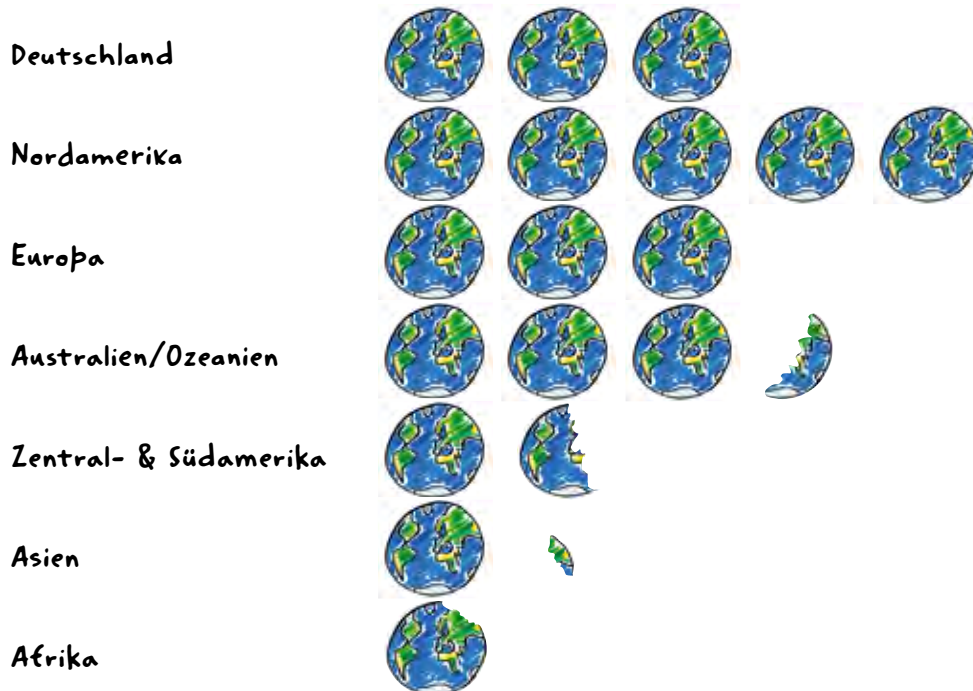 Deutschland
Nordamerika
Europa
Australien/Ozeanien
Zentral- & Südamerika
Asien
Afrika